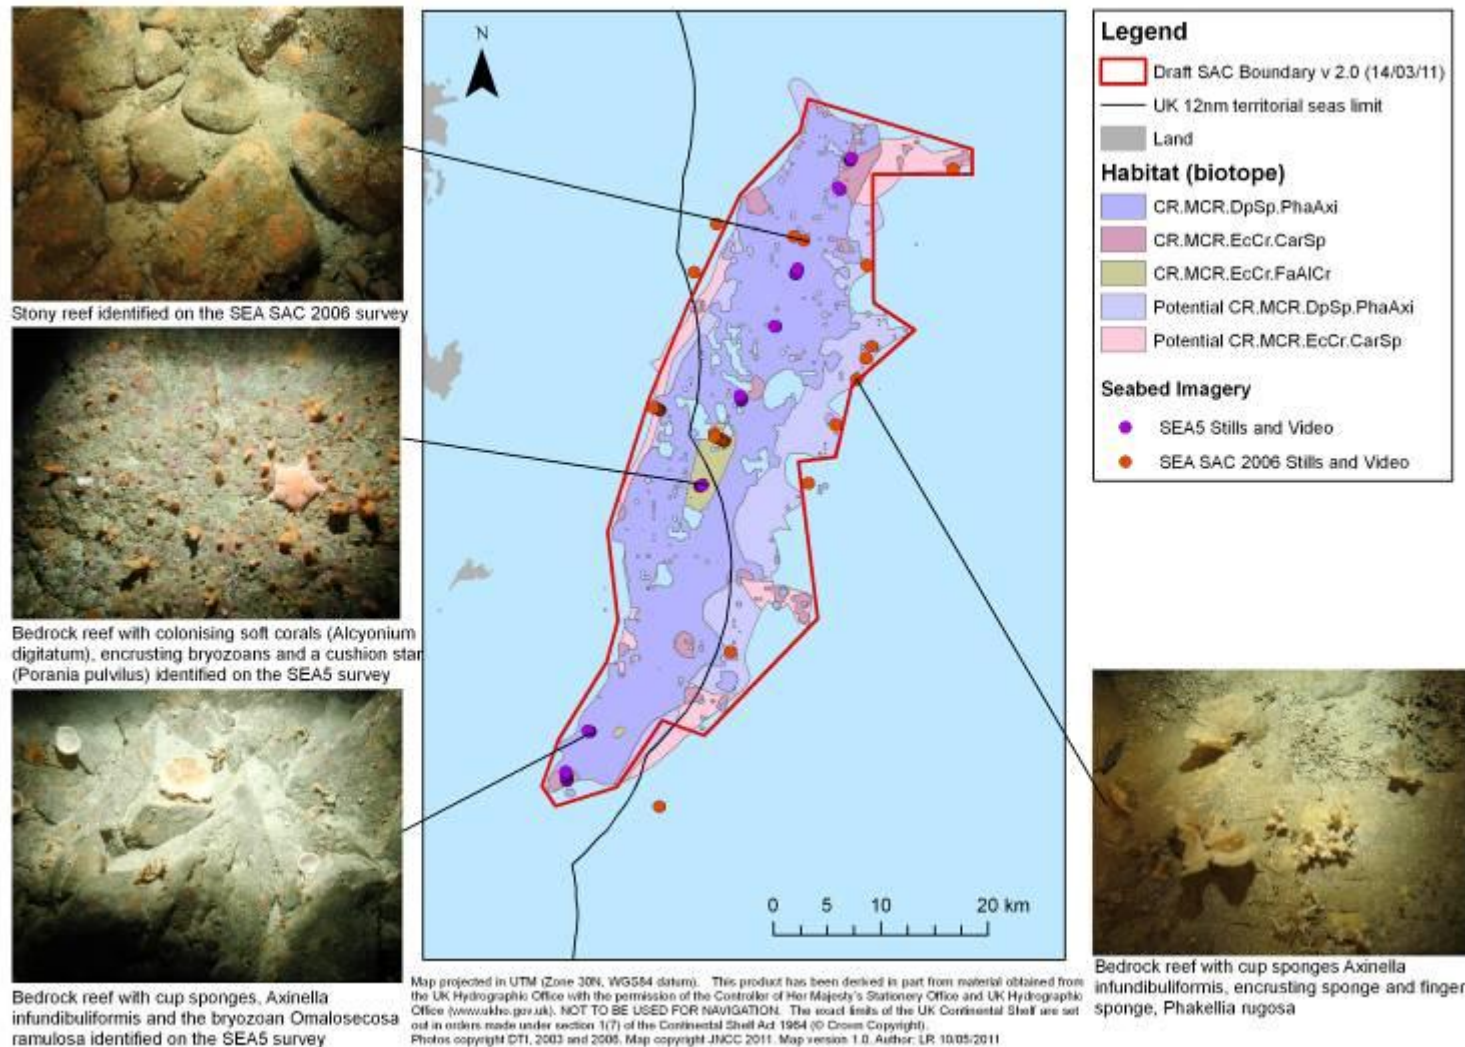 Stony reef identified on the SEA SAC 2006 survey
Bedrock reef with colonising soft corals (Alcyonium
digitatum), encrusting bryozoans and a cushion star
(Porania pulvilus) identified on the SEA5 survey
Bedrock reef with cup sponges, Axinella
infundibuliformis and the bryozoan Omalosecosa
ramulosa identified on the SEA5 survey
N
0 5 10 20 km
Map projected in UTM (Zone 30N, WGS84 datum). This product has been derived in part from material obtained from
the UK Hydrographic Office with the permission of the Controller of Her Majesty's Stationery Office and UK Hydrographic
Office (www.ukho.gov.uk). NOT TO BE USED FOR NAVIGATION. The exact limits of the UK Continental Shelf are set
out in orders made under section 1(7) of the Continental Shelf Act 1964 (© Crown Copyright).
Photos copyright DTI, 2003 and 2006. Map copyright JNCC 2011. Map version 1.0. Author: LR 10/05/2011
Legend
Draft SAC Boundary v 2.0 (14/03/11)
UK 12nm territorial seas limit
Land
Habitat (biotope)
CR.MCR.DpSp.PhaAxi
CR.MCR.EcCr.CarSp
CR.MCR.EcCr.FaAlCr
Potential CR.MCR.DpSp.PhaAxi
Potential CR.MCR.EcCr.CarSp
Seabed Imagery
SEA5 Stills and Video
SEA SAC 2006 Stills and Video
Bedrock reef with cup sponges Axinella
infundibuliformis, encrusting sponge and finger
sponge, Phakellia rugosa